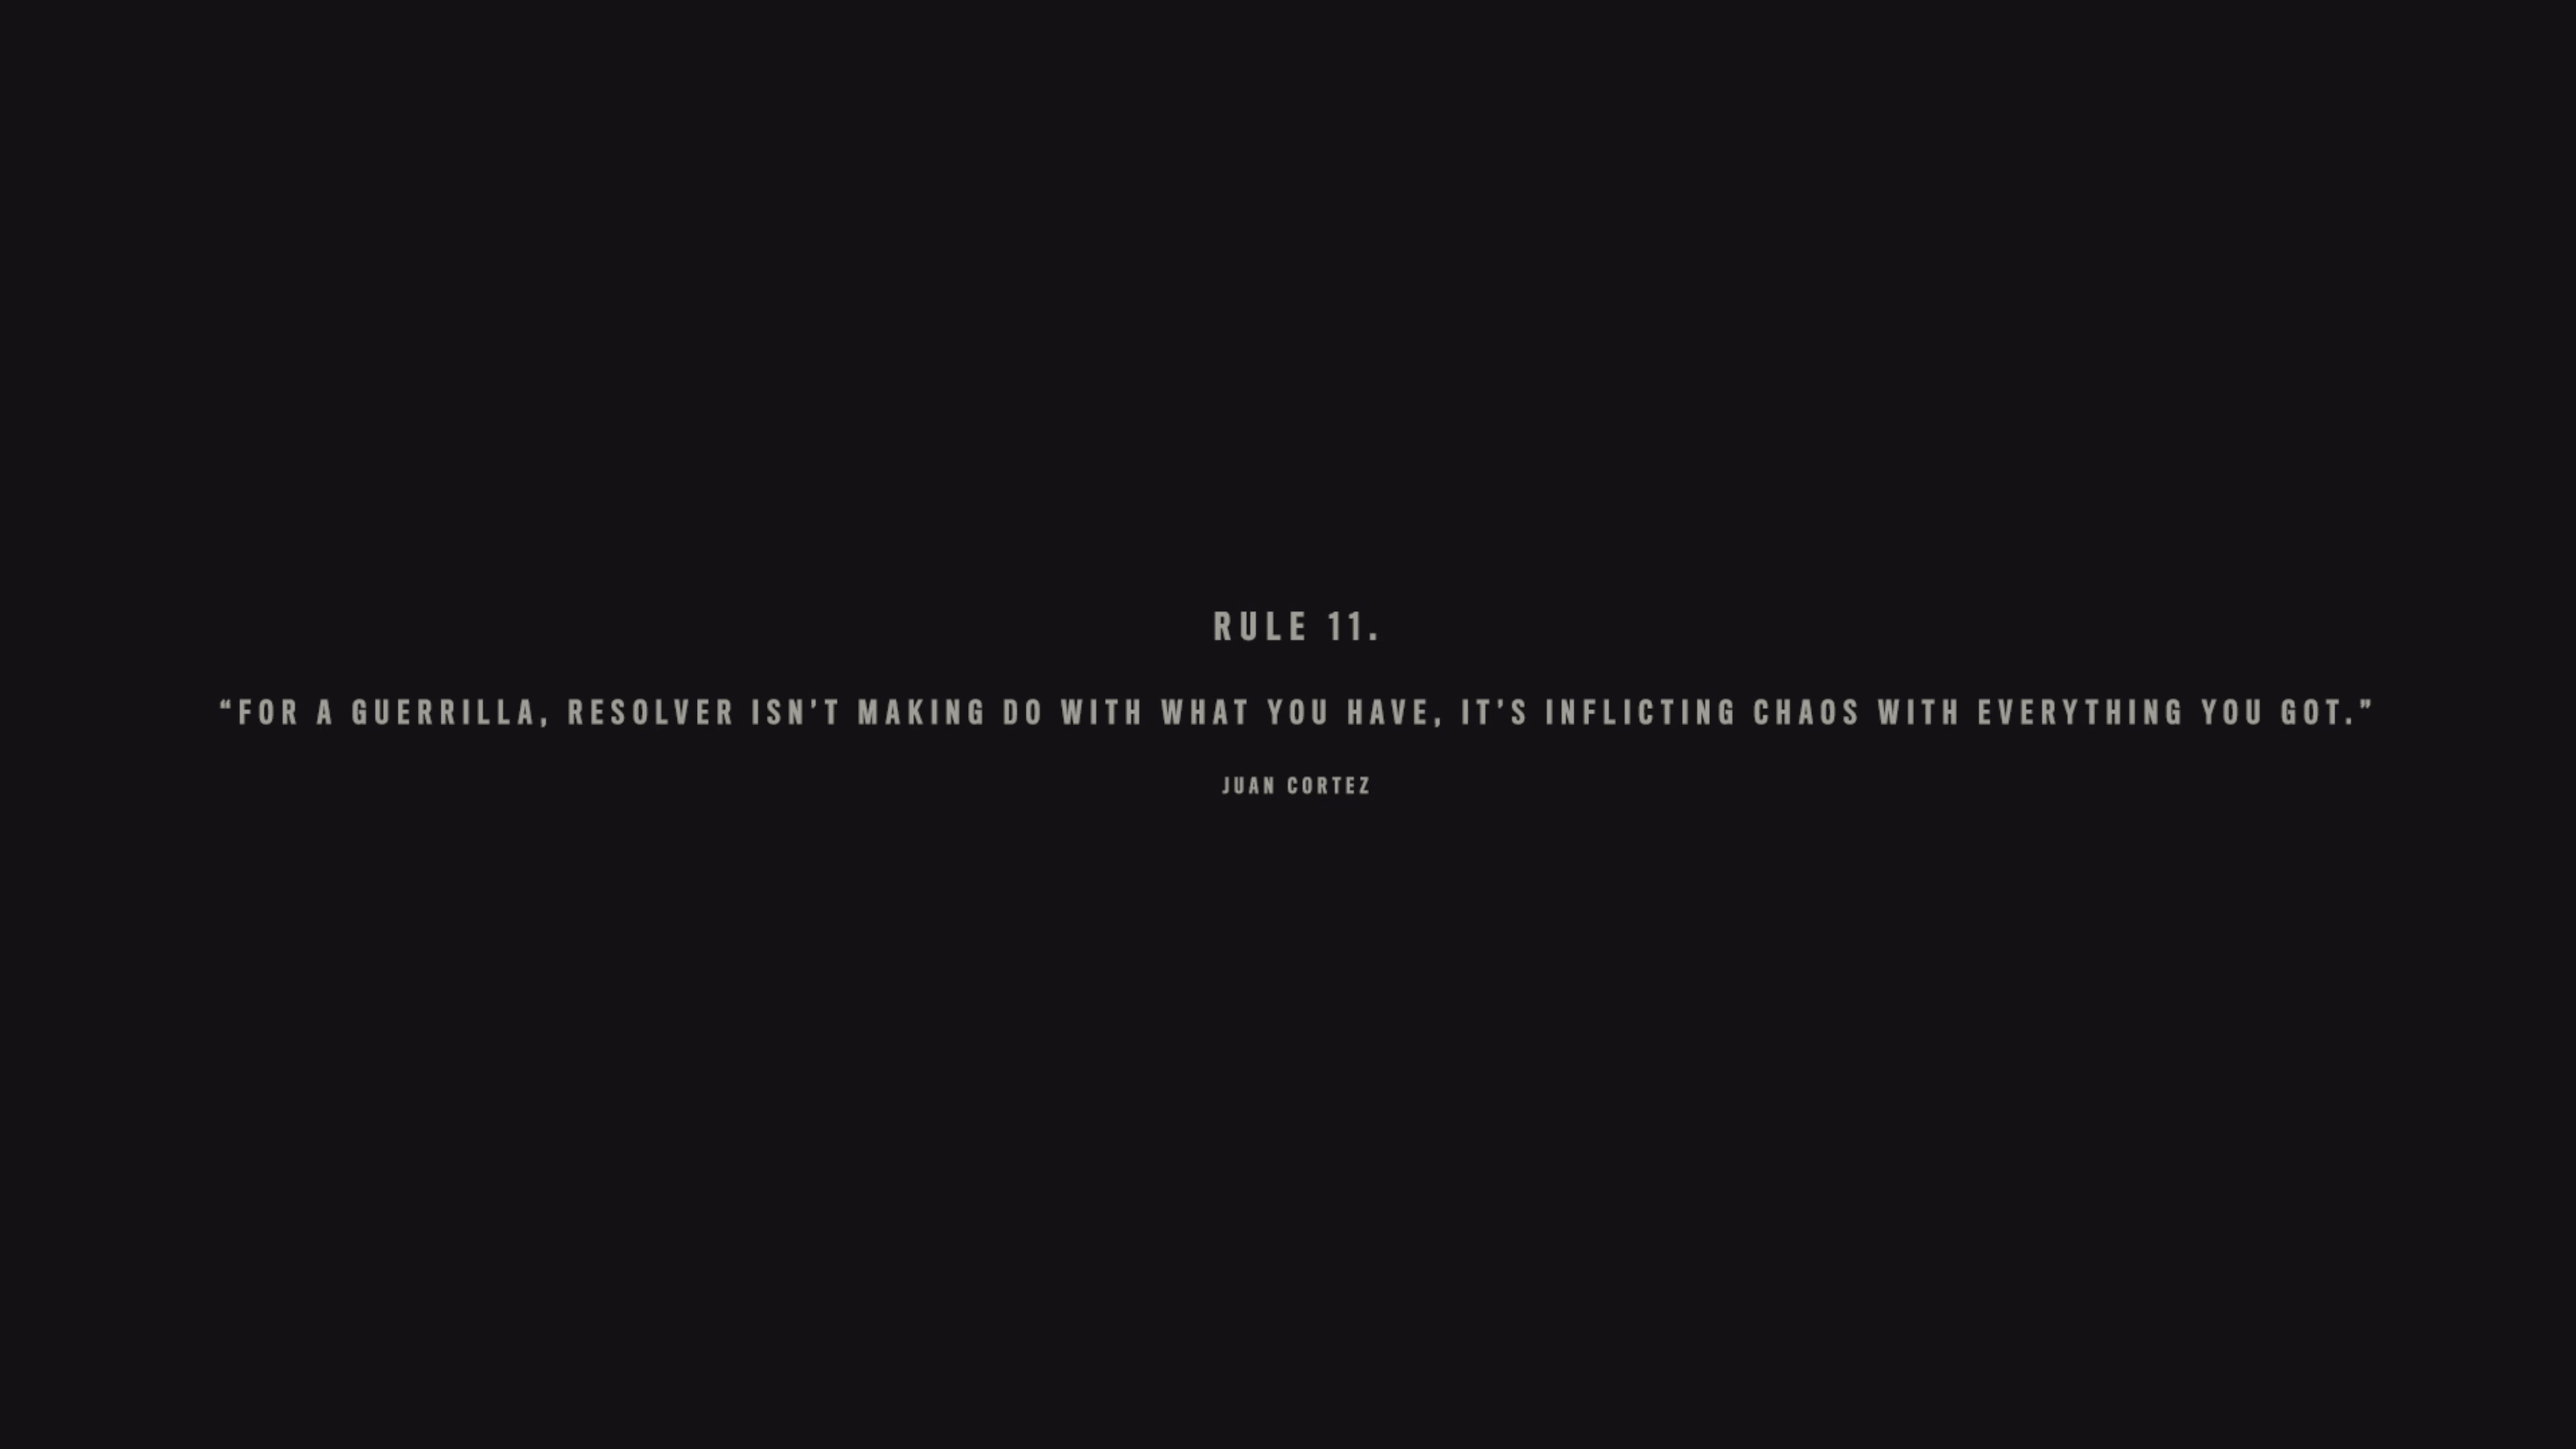 RULE 11.
“FOR A GUERRILLA, RESOLVER ISN’T MAKING DO WITH WHAT YOU HAVE, IT’S INFLICTING CHAOS WITH EVERYTHING YOU GOT.”
JUAN CORTEZ